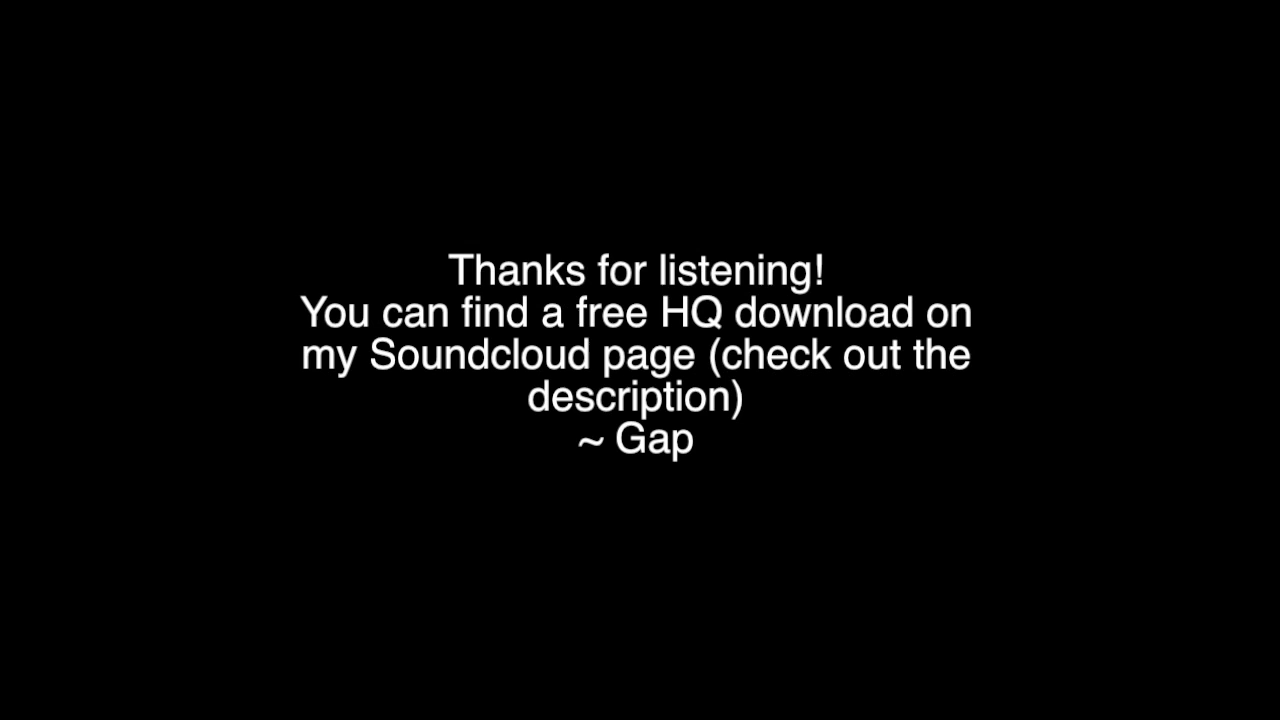 Thanks for listening!
You can find a free HQ download on
my Soundcloud page (check out the
description)
~ Gap